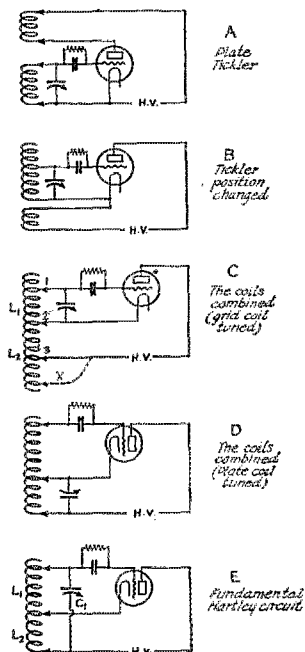 A
Plate
Tickler
H.V.
B
Tickler
position
changed
H.V.
C
The coils
combined
(grid coil
tuned)
L1
L2
1
2
3
X
H.V.
D
The coils
combined
(Plate coil
tuned)
H.V.
E
Fundamental
Hartley circuit
L1
C1
L2
H.V.